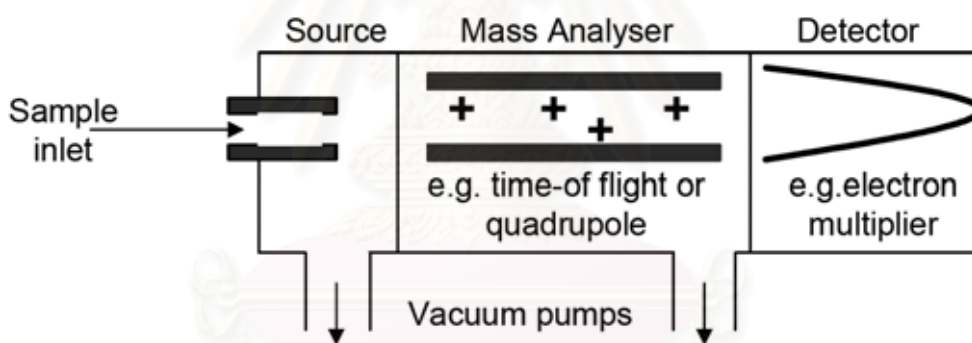 Source
Mass Analyser
Detector
Sample
inlet
e.g. time-of flight or
quadrupole
e.g.electron
multiplier
Vacuum pumps